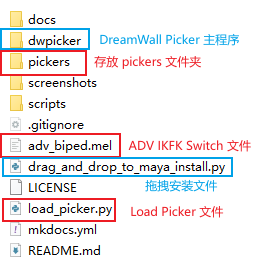 docs
dwpicker DreamWall Picker 主程序
pickers 存放 pickers 文件夹
screenshots
scripts
.gitignore
adv_biped.mel ADV IKFK Switch 文件
drag_and_drop_to_maya_install.py
LICENSE 拖拽安装文件
load_picker.py Load Picker 文件
mkdocs.yml
README.md